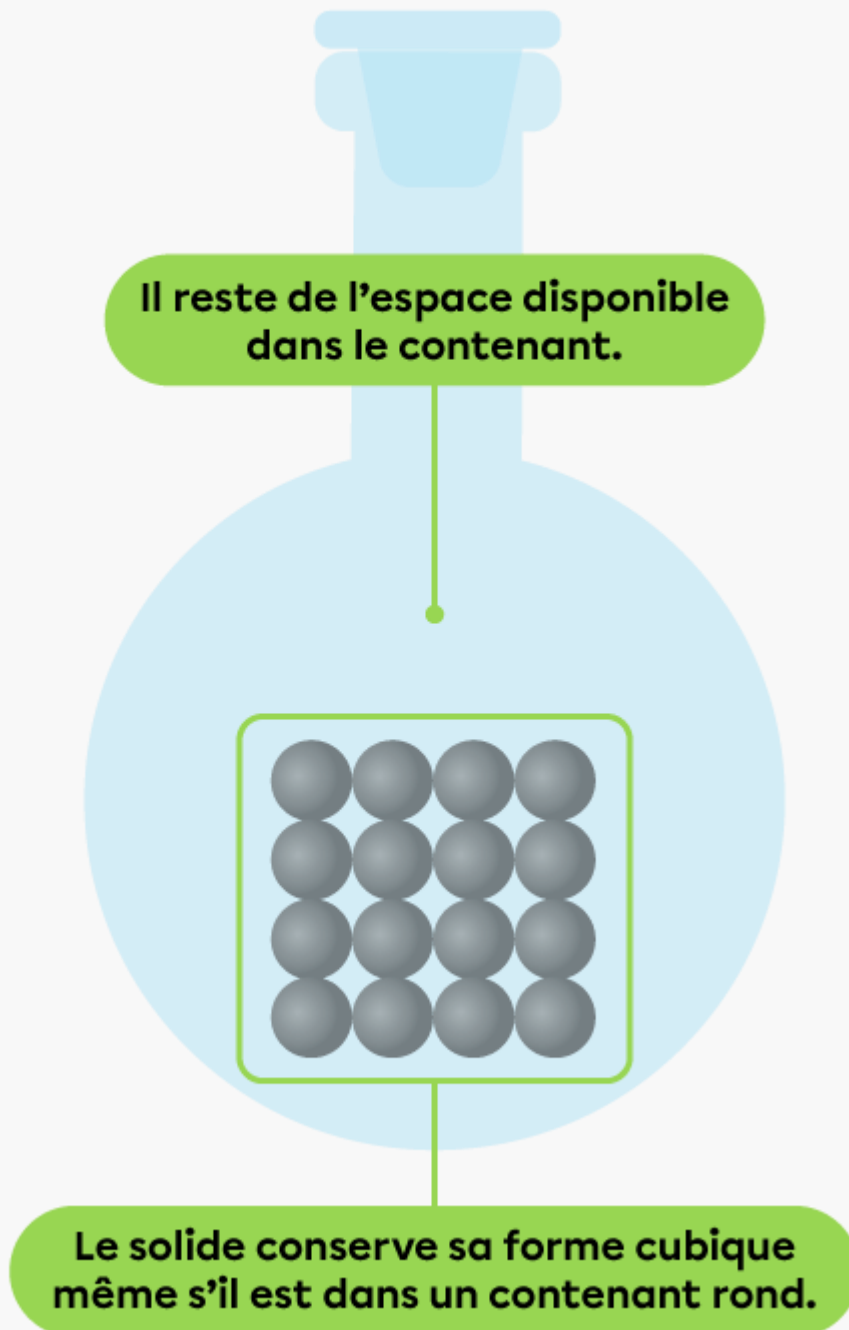 Il reste de l’espace disponible
dans le contenant.
Le solide conserve sa forme cubique
même s’il est dans un contenant rond.